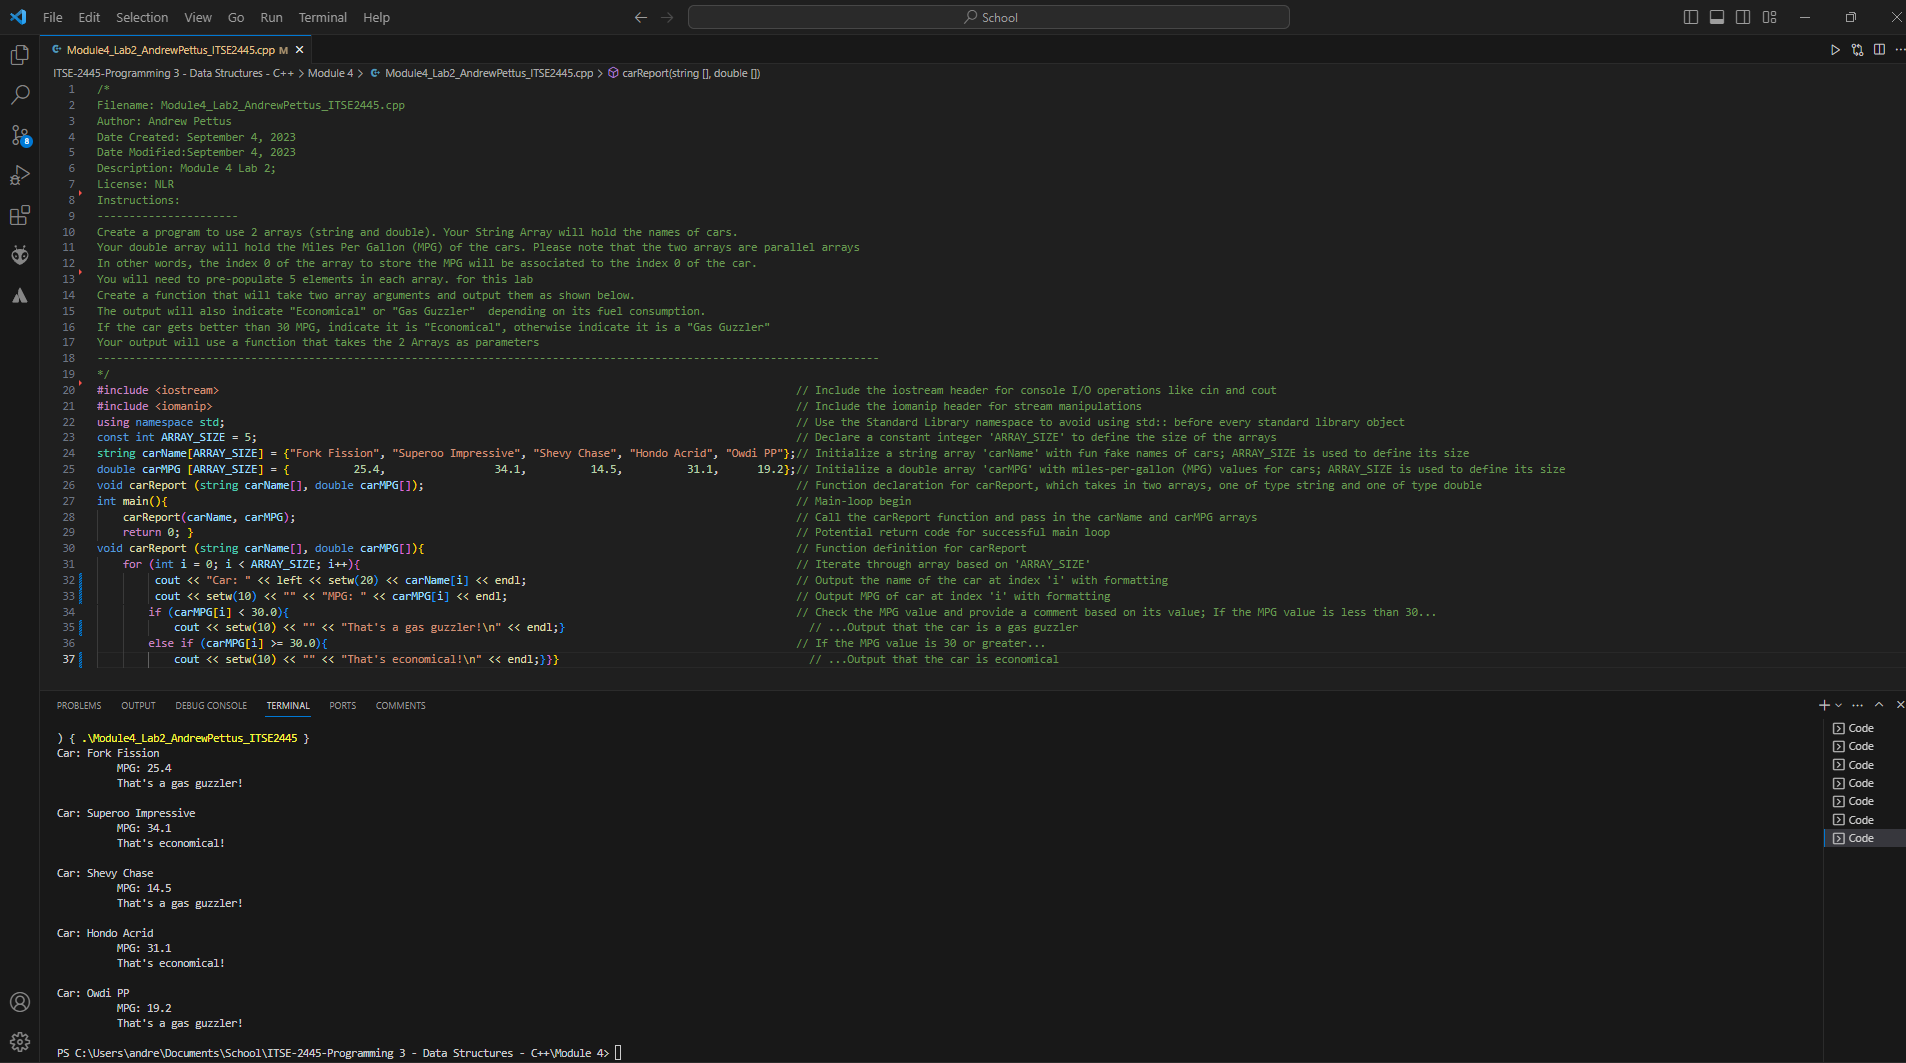 File Edit Selection View Go Run Terminal Help
School
Module4_Lab2_AndrewPettus_ITSE2445.cpp M
ITSE-2445-Programming 3 - Data Structures - C++ > Module 4 > Module4_Lab2_AndrewPettus_ITSE2445.cpp > carReport(string [], double [])
8
1 /*
2 Filename: Module4_Lab2_AndrewPettus_ITSE2445.cpp
3 Author: Andrew Pettus
4 Date Created: September 4, 2023
5 Date Modified:September 4, 2023
6 Description: Module 4 Lab 2;
7 License: NLR
8 Instructions:
9 ----------------------
10 Create a program to use 2 arrays (string and double). Your String Array will hold the names of cars.
11 Your double array will hold the Miles Per Gallon (MPG) of the cars. Please note that the two arrays are parallel arrays
12 In other words, the index 0 of the array to store the MPG will be associated to the index 0 of the car.
13 You will need to pre-populate 5 elements in each array. for this lab
14 Create a function that will take two array arguments and output them as shown below.
15 The output will also indicate "Economical" or "Gas Guzzler"  depending on its fuel consumption.
16 If the car gets better than 30 MPG, indicate it is "Economical", otherwise indicate it is a "Gas Guzzler"
17 Your output will use a function that takes the 2 Arrays as parameters
18 --------------------------------------------------------------------------------------------------------------------------
19 */
20 #include <iostream> // Include the iostream header for console I/O operations like cin and cout
21 #include <iomanip> // Include the iomanip header for stream manipulations
22 using namespace std; // Use the Standard Library namespace to avoid using std:: before every standard library object
23 const int ARRAY_SIZE = 5; // Declare a constant integer 'ARRAY_SIZE' to define the size of the arrays
24 string carName[ARRAY_SIZE] = {"Fork Fission", "Superoo Impressive", "Shevy Chase", "Hondo Acrid", "Owdi PP"};// Initialize a string array 'carName' with fun fake names of cars; ARRAY_SIZE is used to define its size
25 double carMPG [ARRAY_SIZE] = { 25.4, 34.1, 14.5, 31.1, 19.2};// Initialize a double array 'carMPG' with miles-per-gallon (MPG) values for cars; ARRAY_SIZE is used to define its size
26 void carReport (string carName[], double carMPG[]); // Function declaration for carReport, which takes in two arrays, one of type string and one of type double
27 int main(){ // Main-loop begin
28 carReport(carName, carMPG); // Call the carReport function and pass in the carName and carMPG arrays
29 return 0; } // Potential return code for successful main loop
30 void carReport (string carName[], double carMPG[]){ // Function definition for carReport
31 for (int i = 0; i < ARRAY_SIZE; i++){ // Iterate through array based on 'ARRAY_SIZE'
32 cout << "Car: " << left << setw(20) << carName[i] << endl; // Output the name of the car at index 'i' with formatting
33 cout << setw(10) << "" << "MPG: " << carMPG[i] << endl; // Output MPG of car at index 'i' with formatting
34 if (carMPG[i] < 30.0){ // Check the MPG value and provide a comment based on its value; If the MPG value is less than 30...
35 cout << setw(10) << "" << "That's a gas guzzler!\n" << endl;} // ...Output that the car is a gas guzzler
36 else if (carMPG[i] >= 30.0){ // If the MPG value is 30 or greater...
37 cout << setw(10) << "" << "That's economical!\n" << endl;}}} // ...Output that the car is economical
PROBLEMS OUTPUT DEBUG CONSOLE TERMINAL PORTS COMMENTS
) { .\Module4_Lab2_AndrewPettus_ITSE2445 }
Car: Fork Fission
MPG: 25.4
That's a gas guzzler!
Car: Superoo Impressive
MPG: 34.1
That's economical!
Car: Shevy Chase
MPG: 14.5
That's a gas guzzler!
Car: Hondo Acrid
MPG: 31.1
That's economical!
Car: Owdi PP
MPG: 19.2
That's a gas guzzler!
PS C:\Users\andre\Documents\School\ITSE-2445-Programming 3 - Data Structures - C++\Module 4>
Code
Code
Code
Code
Code
Code
Code